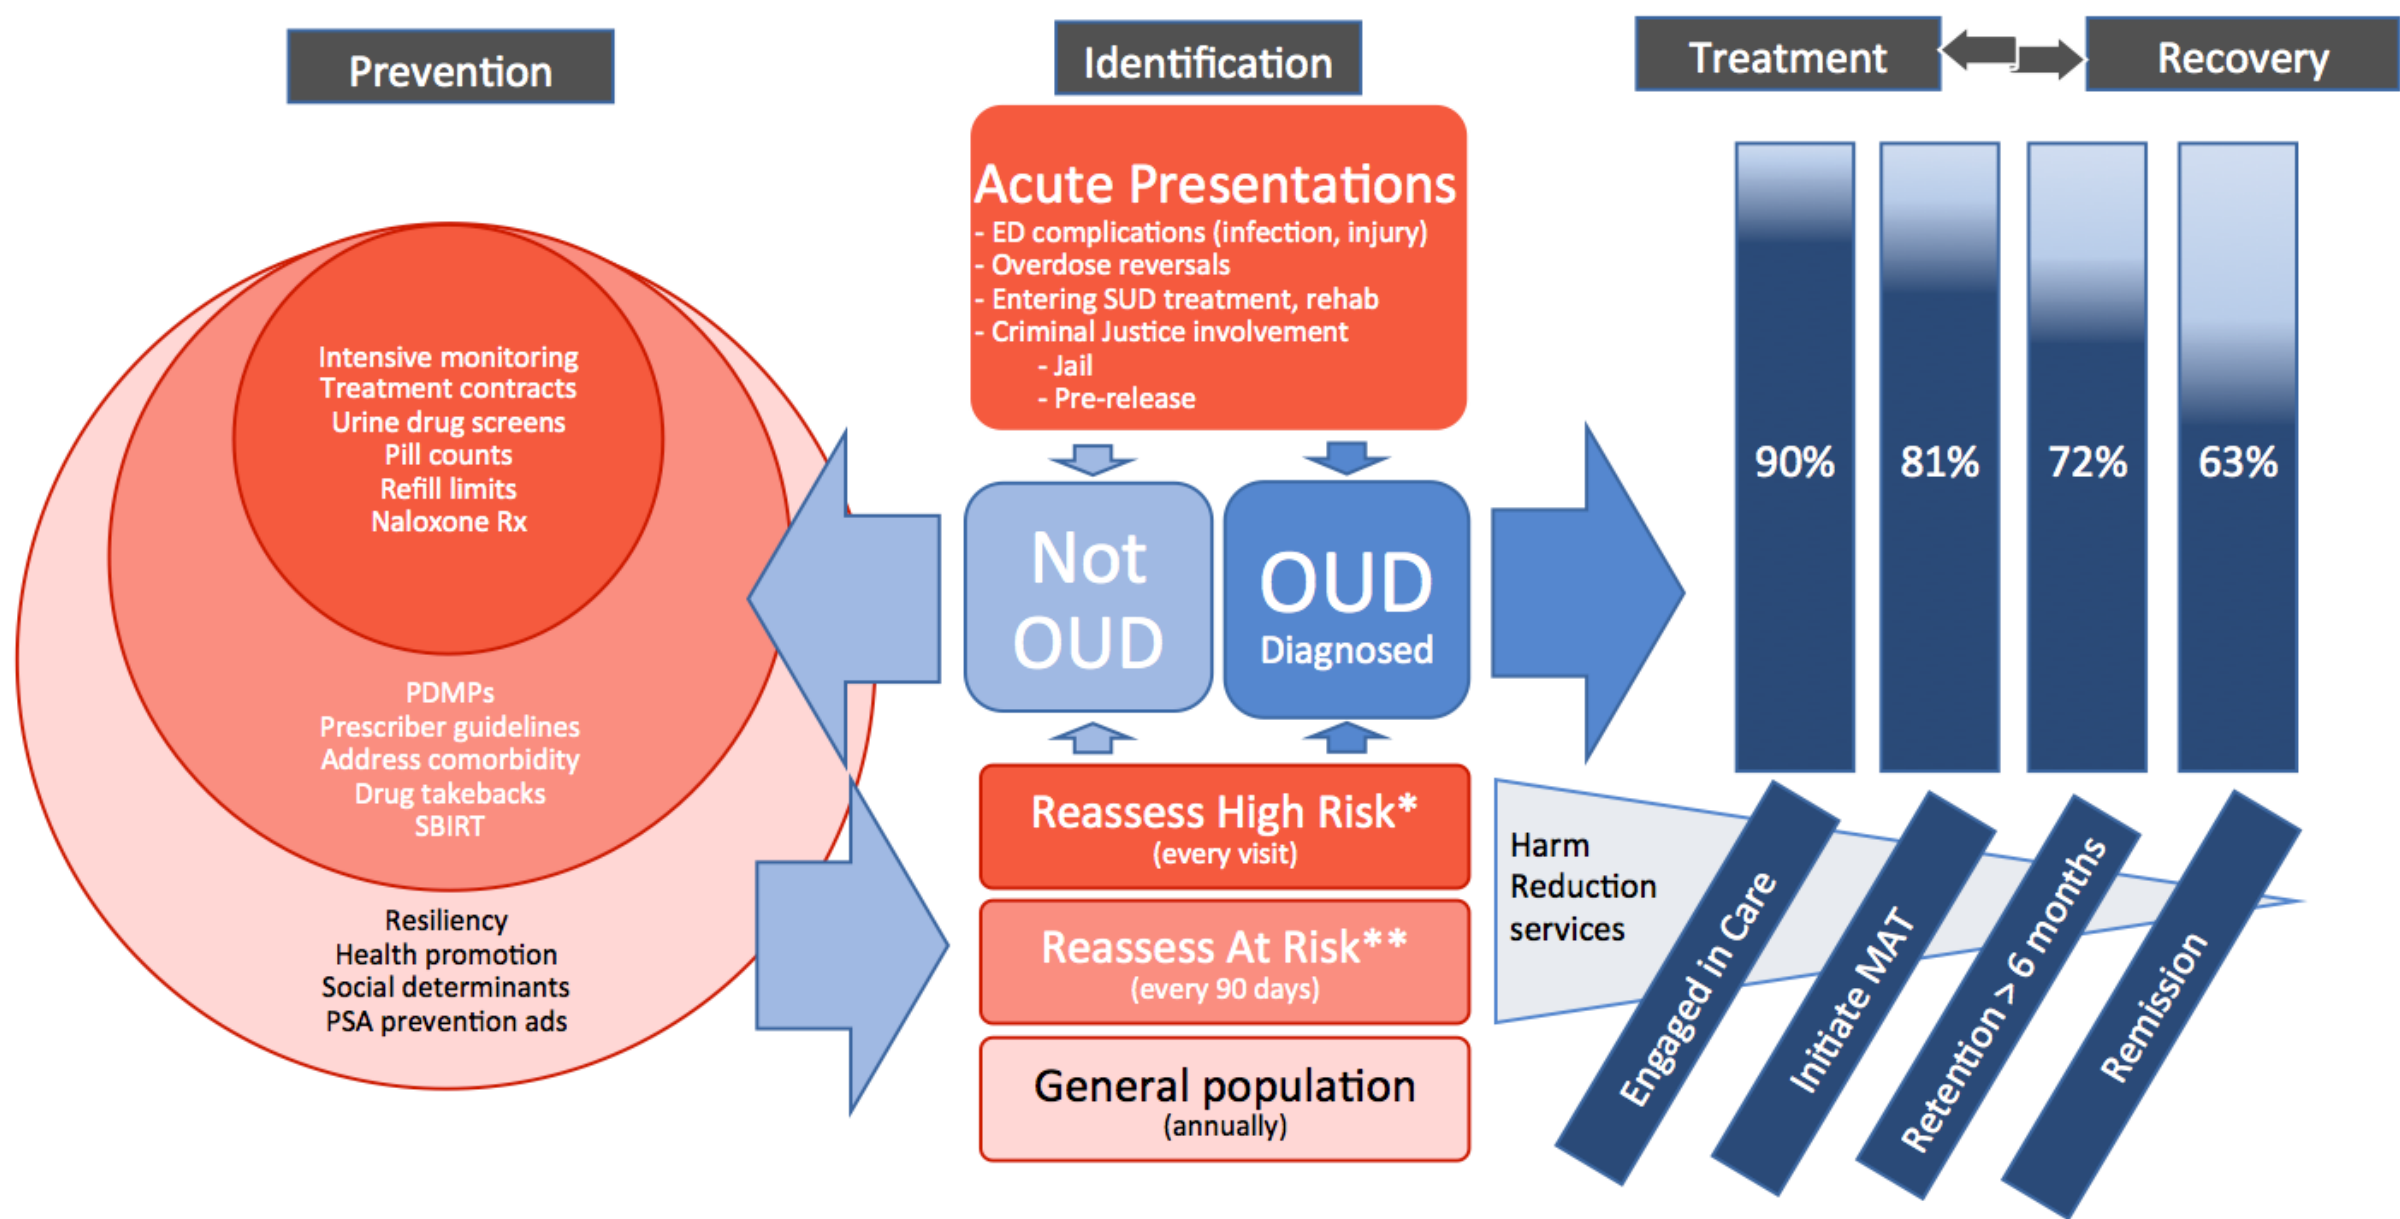 Prevention
Identification
Treatment
Recovery
Intensive monitoring
Treatment contracts
Urine drug screens
Pill counts
Refill limits
Naloxone Rx
PDMPs
Prescriber guidelines
Address comorbidity
Drug takebacks
SBIRT
Resiliency
Health promotion
Social determinants
PSA prevention ads
Acute Presentations
- ED complications (infection, injury)
- Overdose reversals
- Entering SUD treatment, rehab
- Criminal Justice involvement
- Jail
- Pre-release
Not
OUD
OUD
Diagnosed
Reassess High Risk*
(every visit)
Reassess At Risk**
(every 90 days)
General population
(annually)
90%
81%
72%
63%
Harm
Reduction
services
Engaged in Care
Initiate MAT
Retention > 6 months
Remission